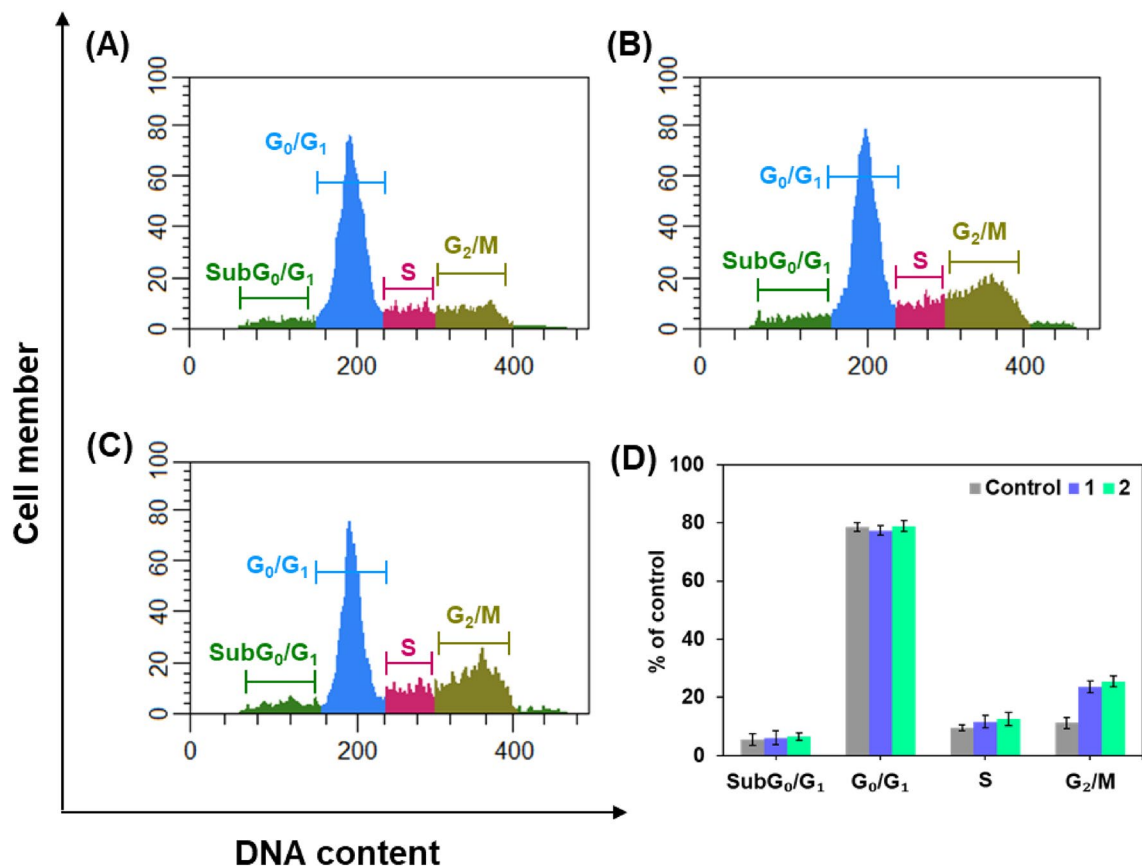 (A)
100
80
60
40
20
0
G₀/G₁
SubG₀/G₁
S
G₂/M
0 200 400
(B)
100
80
60
40
20
0
G₀/G₁
SubG₀/G₁
S
G₂/M
0 200 400
(C)
100
80
60
40
20
0
G₀/G₁
SubG₀/G₁
S
G₂/M
0 200 400
(D)
100
80
60
40
20
0
% of control
Control 1 2
SubG₀/G₁ G₀/G₁ S G₂/M
Cell member
DNA content